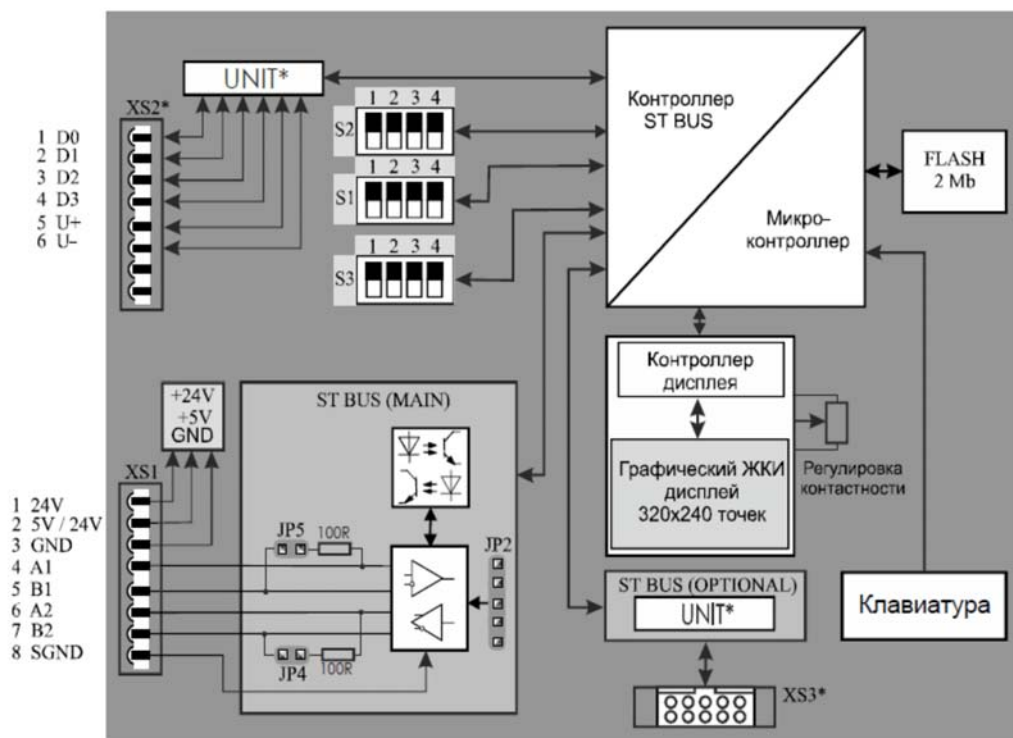 UNIT*
XS2*
1 D0
2 D1
3 D2
4 D3
5 U+
6 U-
1 2 3 4
S2
1 2 3 4
S1
1 2 3 4
S3
Контроллер
ST BUS
Микро-
контроллер
FLASH
2 Mb
Контроллер
дисплея
Графический ЖКИ
дисплей
320x240 точек
Регулировка
контастности
+24V
+5V
GND
XS1
1 24V
2 5V / 24V
3 GND
4 A1
5 B1
6 A2
7 B2
8 SGND
ST BUS (MAIN)
JP5
100R
JP2
JP4
100R
ST BUS (OPTIONAL)
UNIT*
XS3*
Клавиатура